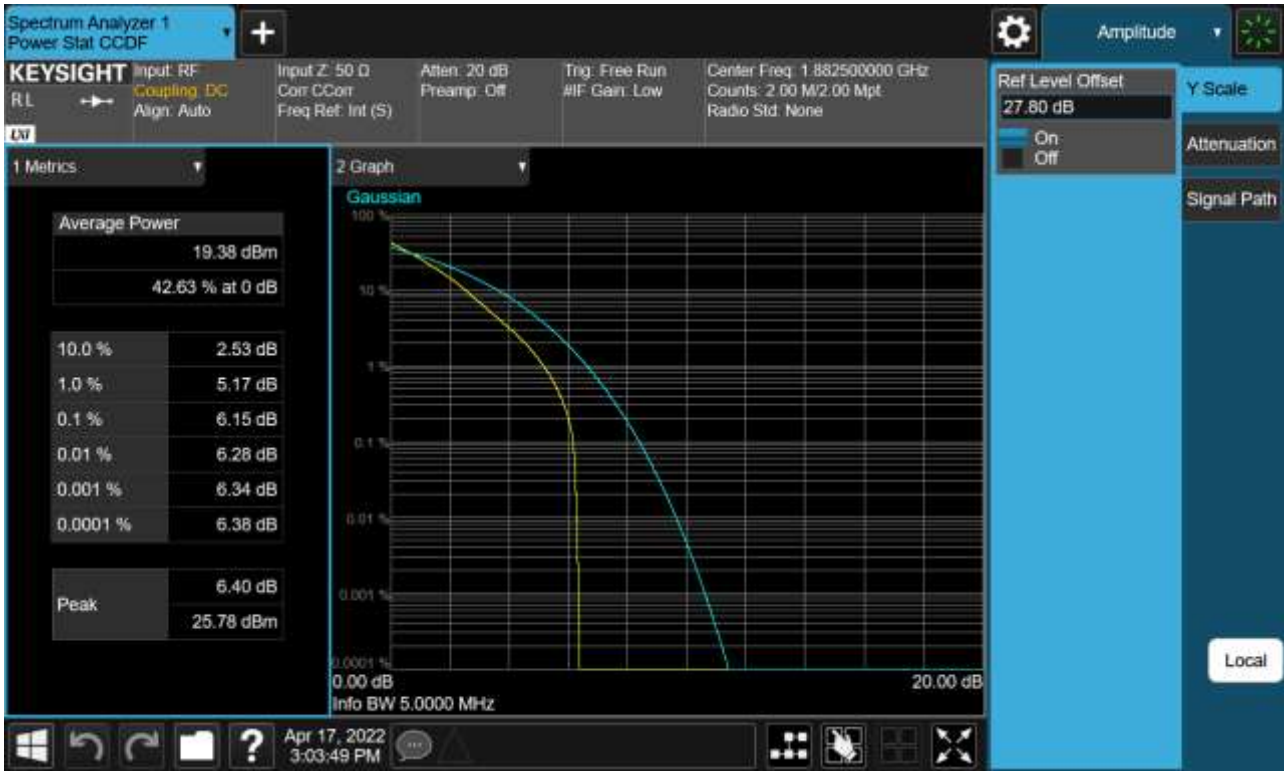 Spectrum Analyzer 1
Power Stat CCDF
+
Amplitude
KEYSIGHT
RL
LXI
Input: RF
Coupling: DC
Align: Auto
Input Z: 50 Ω
Corr CCorr
Freq Ref: Int (S)
Atten: 20 dB
Preamp: Off
Trig: Free Run
#IF Gain: Low
Center Freq: 1.882500000 GHz
Counts: 2.00 M/2.00 Mpt
Radio Std: None
Ref Level Offset
27.80 dB
On
Off
Y Scale
Attenuation
Signal Path
1 Metrics
Average Power
19.38 dBm
42.63 % at 0 dB
10.0 % 2.53 dB
1.0 % 5.17 dB
0.1 % 6.15 dB
0.01 % 6.28 dB
0.001 % 6.34 dB
0.0001 % 6.38 dB
Peak
6.40 dB
25.78 dBm
2 Graph
Gaussian
100 %
10 %
1 %
0.1 %
0.01 %
0.001 %
0.0001 %
0.00 dB 20.00 dB
Info BW 5.0000 MHz
Local
?
Apr 17, 2022
3:03:49 PM